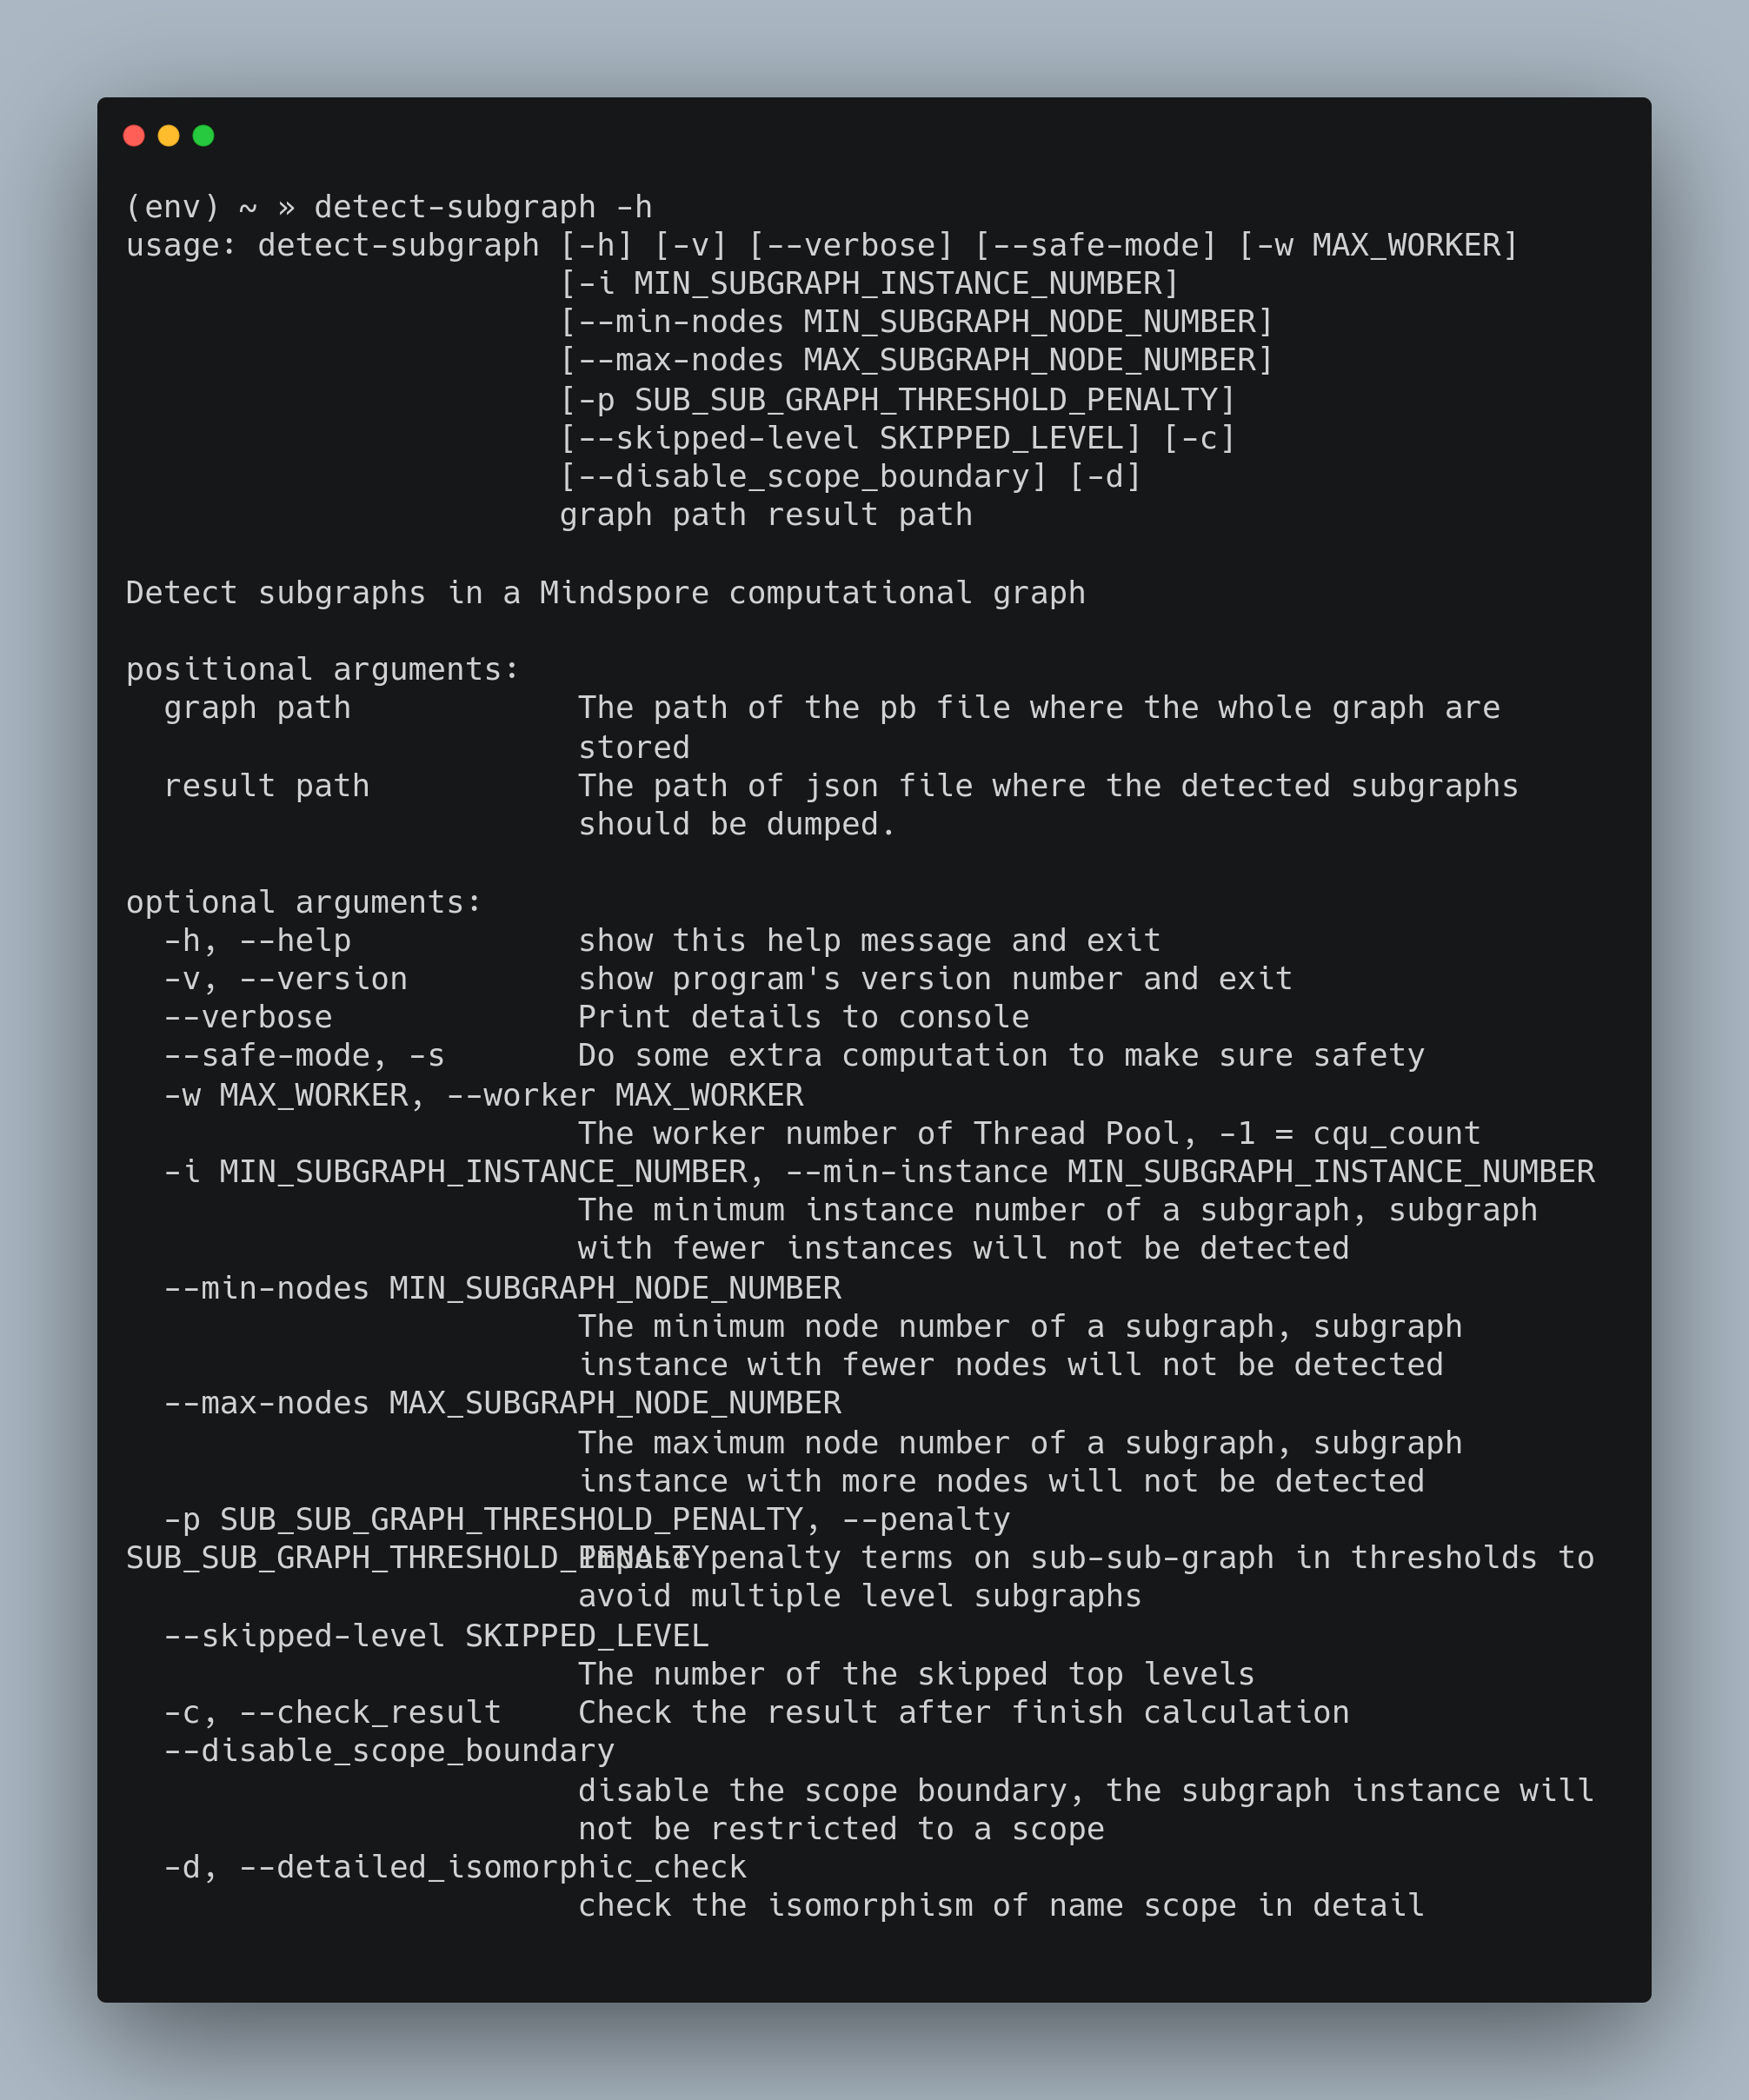 (env) ~ » detect-subgraph -h
usage: detect-subgraph [-h] [-v] [--verbose] [--safe-mode] [-w MAX_WORKER]
[-i MIN_SUBGRAPH_INSTANCE_NUMBER]
[--min-nodes MIN_SUBGRAPH_NODE_NUMBER]
[--max-nodes MAX_SUBGRAPH_NODE_NUMBER]
[-p SUB_SUB_GRAPH_THRESHOLD_PENALTY]
[--skipped-level SKIPPED_LEVEL] [-c]
[--disable_scope_boundary] [-d]
graph path result path
Detect subgraphs in a Mindspore computational graph
positional arguments:
graph path The path of the pb file where the whole graph are
stored
result path The path of json file where the detected subgraphs
should be dumped.
optional arguments:
-h, --help show this help message and exit
-v, --version show program's version number and exit
--verbose Print details to console
--safe-mode, -s Do some extra computation to make sure safety
-w MAX_WORKER, --worker MAX_WORKER
The worker number of Thread Pool, -1 = cqu_count
-i MIN_SUBGRAPH_INSTANCE_NUMBER, --min-instance MIN_SUBGRAPH_INSTANCE_NUMBER
The minimum instance number of a subgraph, subgraph
with fewer instances will not be detected
--min-nodes MIN_SUBGRAPH_NODE_NUMBER
The minimum node number of a subgraph, subgraph
instance with fewer nodes will not be detected
--max-nodes MAX_SUBGRAPH_NODE_NUMBER
The maximum node number of a subgraph, subgraph
instance with more nodes will not be detected
-p SUB_SUB_GRAPH_THRESHOLD_PENALTY, --penalty
SUB_SUB_GRAPH_THRESHOLD_PENALTY Impose penalty terms on sub-sub-graph in thresholds to
avoid multiple level subgraphs
--skipped-level SKIPPED_LEVEL
The number of the skipped top levels
-c, --check_result Check the result after finish calculation
--disable_scope_boundary
disable the scope boundary, the subgraph instance will
not be restricted to a scope
-d, --detailed_isomorphic_check
check the isomorphism of name scope in detail